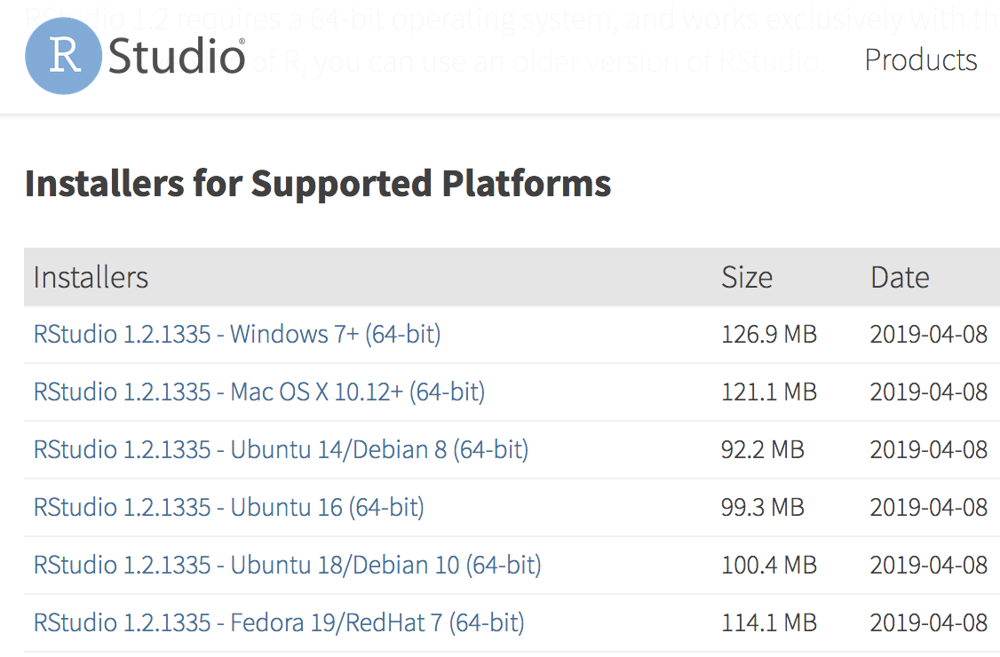 RStudio 1.2 requires a 64-bit operating system, and works exclusively with th
R Studio®
of R, you can use an older version of RStudio.
Products
Installers for Supported Platforms
Installers Size Date
RStudio 1.2.1335 - Windows 7+ (64-bit) 126.9 MB 2019-04-08
RStudio 1.2.1335 - Mac OS X 10.12+ (64-bit) 121.1 MB 2019-04-08
RStudio 1.2.1335 - Ubuntu 14/Debian 8 (64-bit) 92.2 MB 2019-04-08
RStudio 1.2.1335 - Ubuntu 16 (64-bit) 99.3 MB 2019-04-08
RStudio 1.2.1335 - Ubuntu 18/Debian 10 (64-bit) 100.4 MB 2019-04-08
RStudio 1.2.1335 - Fedora 19/RedHat 7 (64-bit) 114.1 MB 2019-04-08